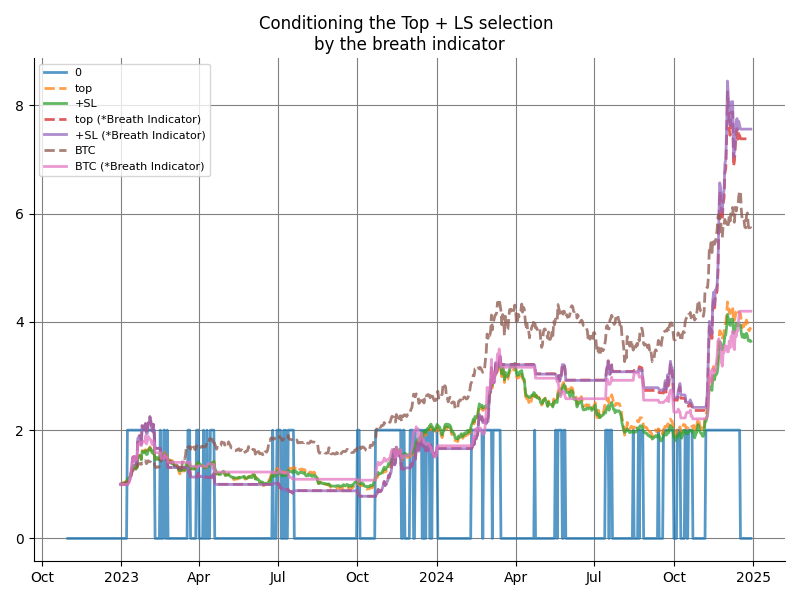 Conditioning the Top + LS selection
by the breath indicator
0
top
+SL
top (*Breath Indicator)
+SL (*Breath Indicator)
BTC
BTC (*Breath Indicator)
8
6
4
2
0
Oct
2023
Apr
Jul
Oct
2024
Apr
Jul
Oct
2025